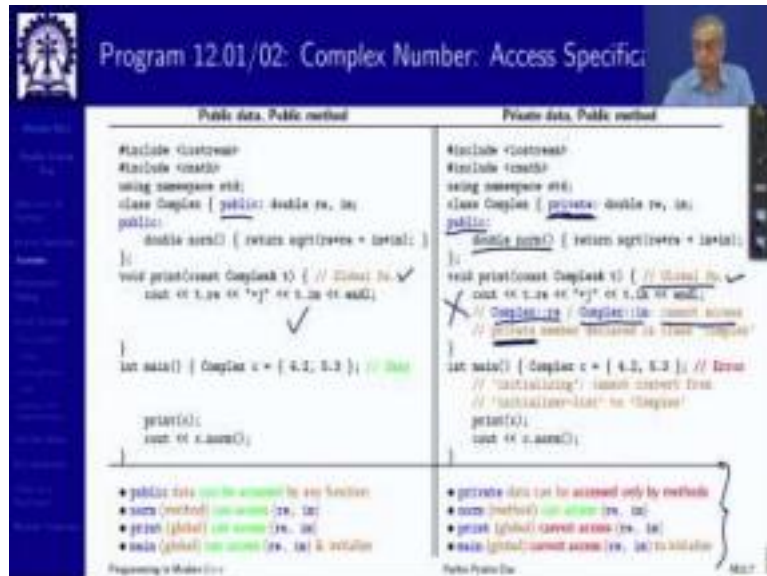 Program 12.01/02: Complex Number: Access Specifica
Public data, Public method
#include <iostream>
#include <cmath>
using namespace std;
class Complex { public: double re, im;
public:
double norm() { return sqrt(re*re + im*im); }
};
void print(const Complex& t) { // Global fn.
cout << t.re << "+j" << t.im << endl;
}
int main() { Complex c = { 4.2, 5.3 }; // Okay
print(c);
cout << c.norm();
}
• public data can be accessed by any function
• norm (method) can access (re, im)
• print (global) can access (re, im)
• main (global) can access (re, im) & initialize
Private data, Public method
#include <iostream>
#include <cmath>
using namespace std;
class Complex { private: double re, im;
public:
double norm() { return sqrt(re*re + im*im);
};
void print(const Complex& t) { // Global fn.
cout << t.re << "+j" << t.im << endl;
// Complex::re / Complex::im: cannot access
// private member declared in class 'Complex'
}
int main() { Complex c = { 4.2, 5.3 }; // Error
// 'initializing': cannot convert from
// 'initializer-list' to 'Complex'
print(c);
cout << c.norm();
}
• private data can be accessed only by methods
• norm (method) can access (re, im)
• print (global) cannot access (re, im)
• main (global) cannot access (re, im) to initialize
Programming in Modern C++
Partha Pratim Das
M12.7